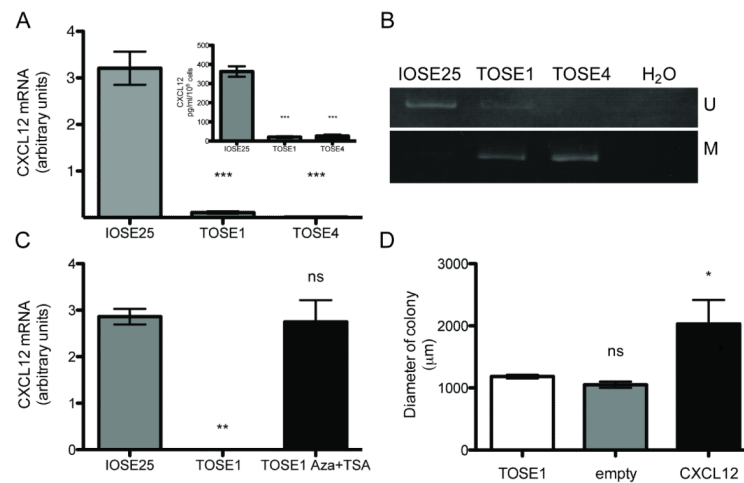 A
4
3
2
1
CXCL12 mRNA
(arbitrary units)
***
***
IOSE25
TOSE1
TOSE4
500
400
300
200
100
0
CXCL12
pg/ml/10⁶ cells
***
***
IOSE25
TOSE1
TOSE4
B
IOSE25 TOSE1 TOSE4 H₂O
U
M
C
4
3
2
1
0
CXCL12 mRNA
(arbitrary units)
**
ns
IOSE25
TOSE1
TOSE1 Aza+TSA
D
3000
2000
1000
0
Diameter of colony
(µm)
ns
*
TOSE1
empty
CXCL12